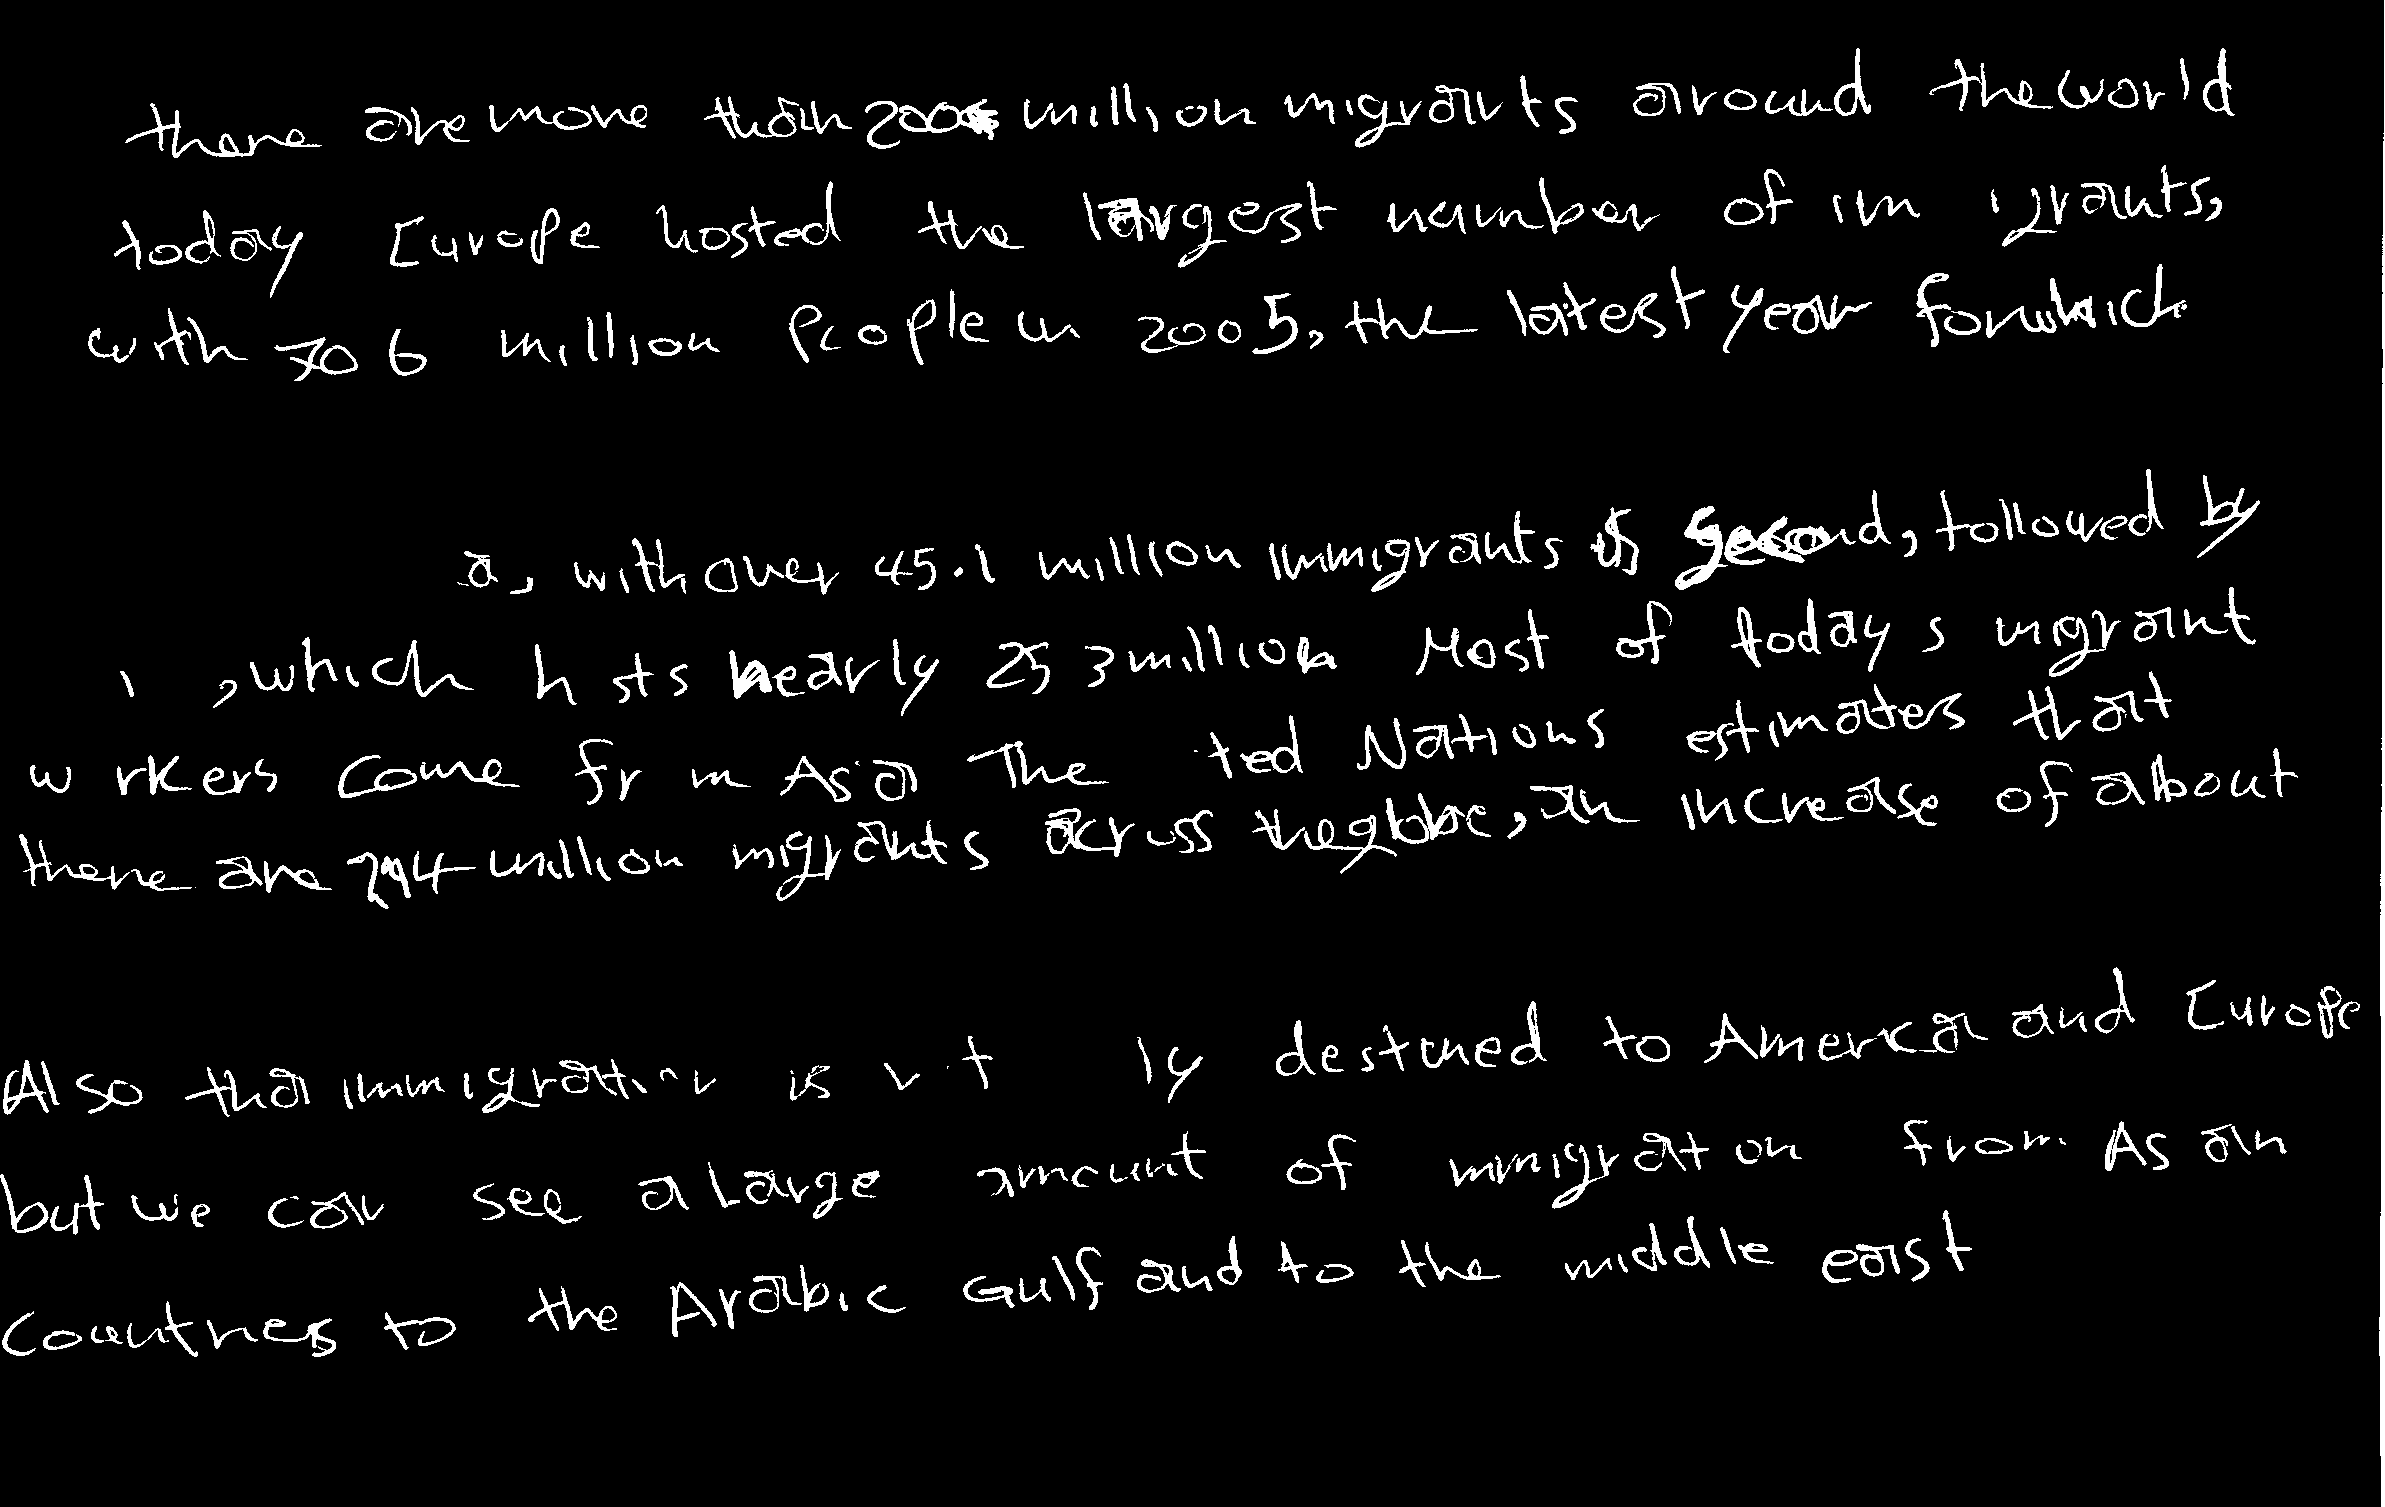 there are more than 200 million migrants around the world
today Europe hosted the largest number of im igrants,
with 70 6 million People in 2005, the latest year for which
a, with over 45.1 million immigrants is second, followed by
, which h sts nearly 25 3 million Most of today s migrant
w rkers come fr m Asia The ted Nations estimates that
there are 214 million migrants across the globe, an increase of about
Also the immigration is ly destined to America and Europe
but we can see a Large amount of immigration from As an
Countries to the Arabic Gulf and to the middle east